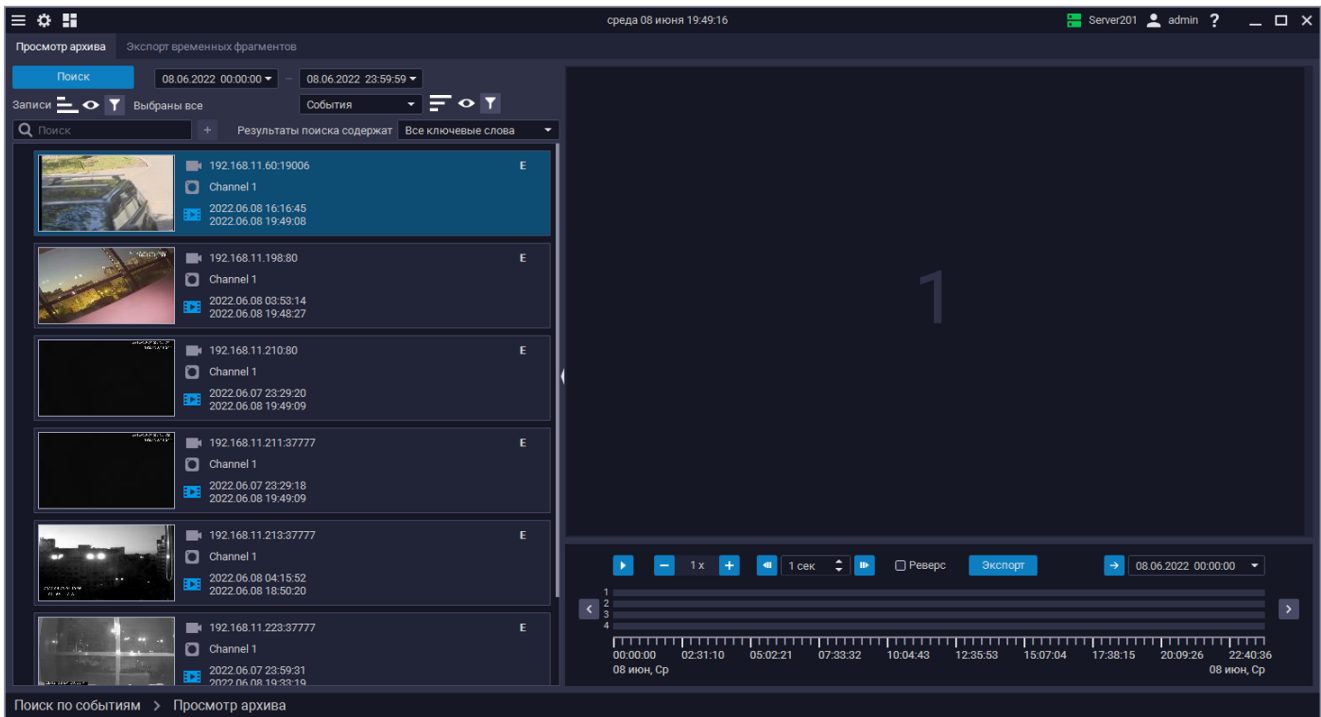 среда 08 июня 19:49:16
Server201 admin ?
Просмотр архива Экспорт временных фрагментов
Поиск 08.06.2022 00:00:00 – 08.06.2022 23:59:59
Записи Выбраны все События
Поиск + Результаты поиска содержат Все ключевые слова
192.168.11.60:19006 E
Channel 1
2022.06.08 16:16:45
2022.06.08 19:49:08
192.168.11.198:80 E
Channel 1
2022.06.08 03:53:14
2022.06.08 19:48:27
192.168.11.210:80 E
Channel 1
2022.06.07 23:29:20
2022.06.08 19:49:09
192.168.11.211:37777 E
Channel 1
2022.06.07 23:29:18
2022.06.08 19:49:09
192.168.11.213:37777 E
Channel 1
2022.06.08 04:15:52
2022.06.08 18:50:20
192.168.11.223:37777 E
Channel 1
2022.06.07 23:59:31
2022.06.08 19:33:19
1
1 x 1 сек Реверс Экспорт 08.06.2022 00:00:00
1
2
3
4
00:00:00 02:31:10 05:02:21 07:33:32 10:04:43 12:35:53 15:07:04 17:38:15 20:09:26 22:40:36
08 июн, Ср 08 июн, Ср
Поиск по событиям > Просмотр архива